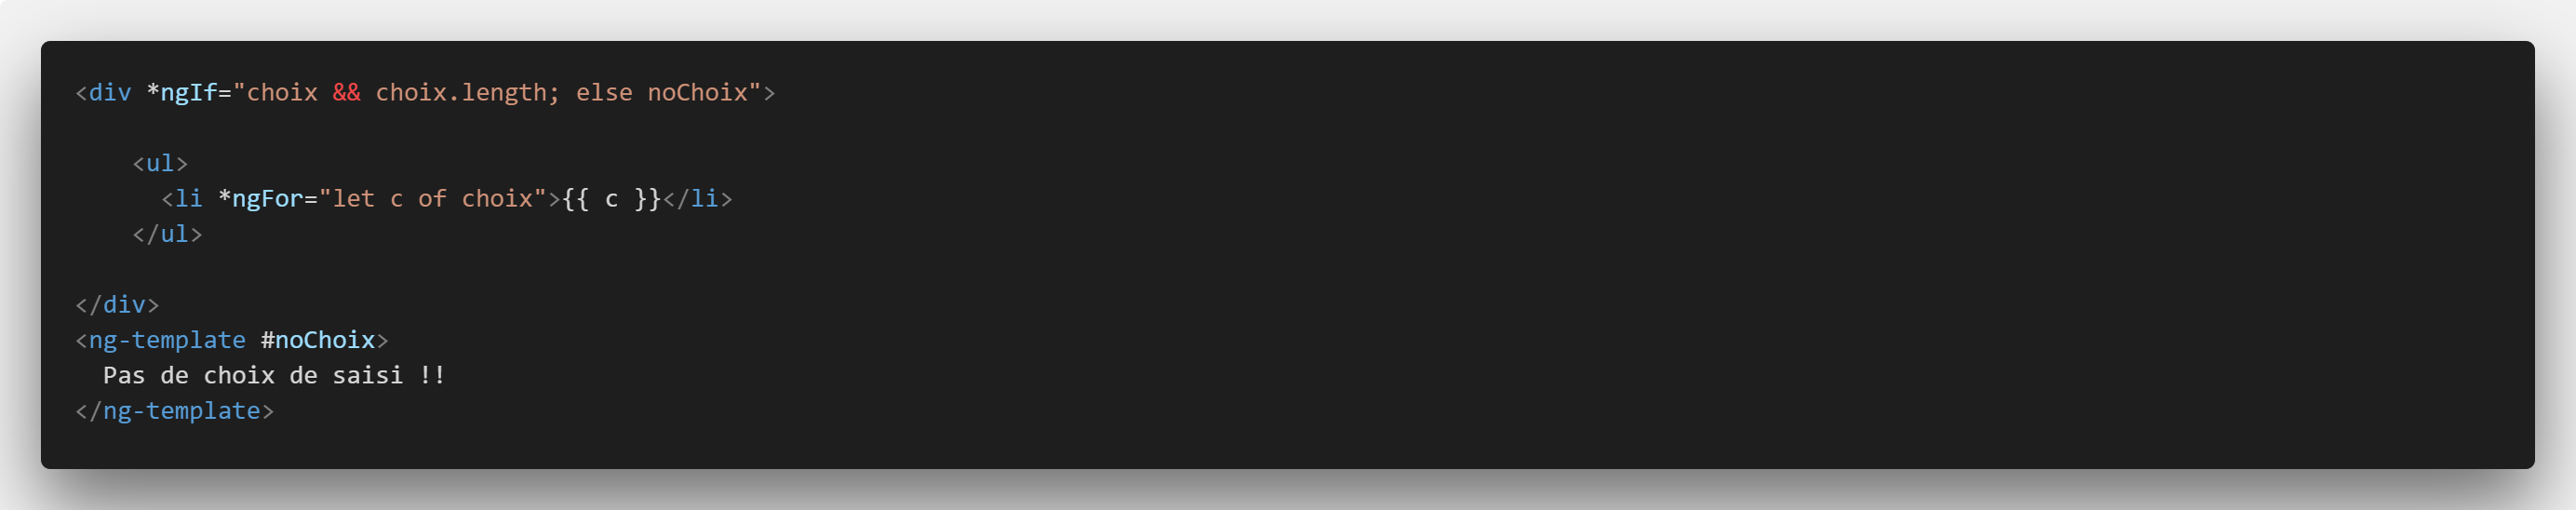 <div *ngIf="choix && choix.length; else noChoix">
<ul>
<li *ngFor="let c of choix">{{ c }}</li>
</ul>
</div>
<ng-template #noChoix>
Pas de choix de saisi !!
</ng-template>